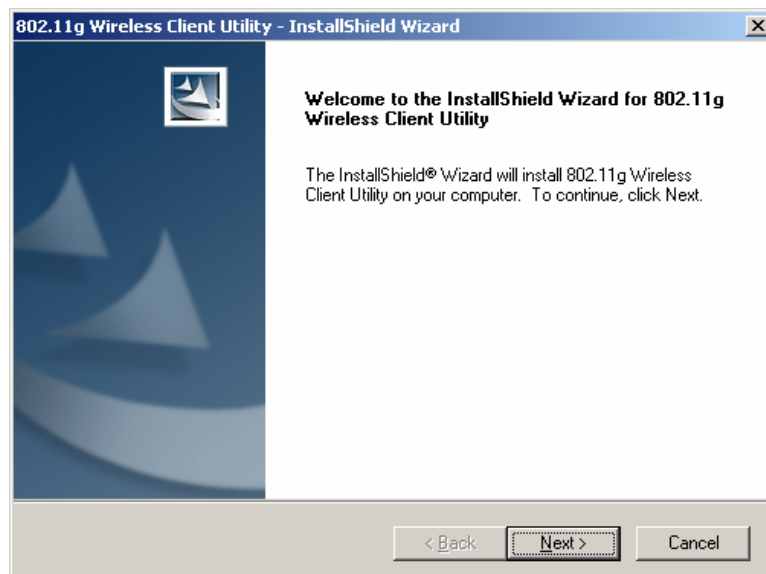 802.11g Wireless Client Utility - InstallShield Wizard
Welcome to the InstallShield Wizard for 802.11g
Wireless Client Utility
The InstallShield® Wizard will install 802.11g Wireless
Client Utility on your computer. To continue, click Next.
< Back
Next >
Cancel